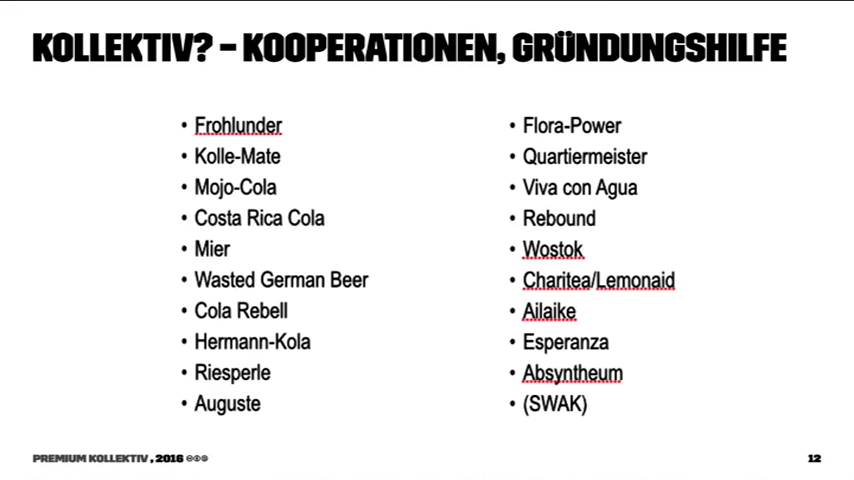 KOLLEKTIV? – KOOPERATIONEN, GRÜNDUNGSHILFE
• Frohlunder
• Kolle-Mate
• Mojo-Cola
• Costa Rica Cola
• Mier
• Wasted German Beer
• Cola Rebell
• Hermann-Kola
• Riesperle
• Auguste
• Flora-Power
• Quartiermeister
• Viva con Agua
• Rebound
• Wostok
• Charitea/Lemonaid
• Ailaike
• Esperanza
• Absyntheum
• (SWAK)
PREMIUM KOLLEKTIV, 2016
12